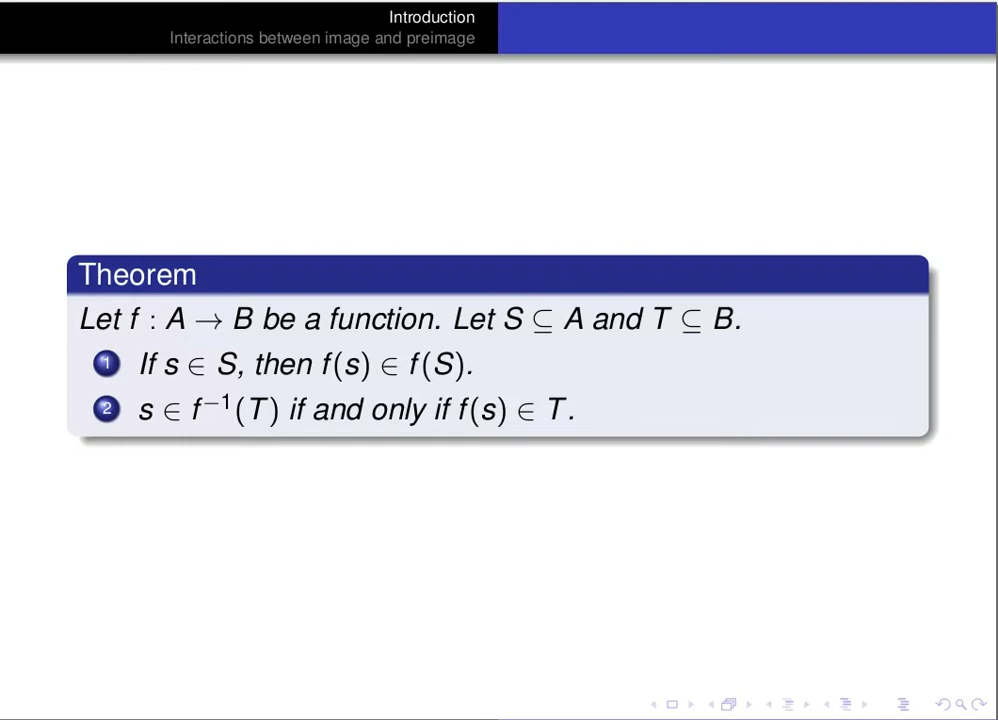 Introduction
Interactions between image and preimage
Theorem
Let f : A → B be a function. Let S ⊆ A and T ⊆ B.
1 If s ∈ S, then f(s) ∈ f(S).
2 s ∈ f⁻¹(T) if and only if f(s) ∈ T.